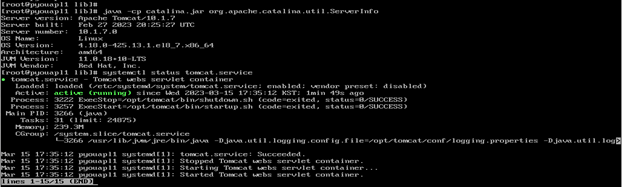 [root@pyouapl1 lib]#
[root@pyouapl1 lib]# java -cp catalina.jar org.apache.catalina.util.ServerInfo
Server version: Apache Tomcat/10.1.7
Server built:   Feb 27 2023 20:25:27 UTC
Server number:  10.1.7.0
OS Name:        Linux
OS Version:     4.18.0-425.13.1.el8_7.x86_64
Architecture:   amd64
JVM Version:    11.0.18+10-LTS
JVM Vendor:     Red Hat, Inc.
[root@pyouapl1 lib]# systemctl status tomcat.service
● tomcat.service - Tomcat webs servlet container
Loaded: loaded (/etc/systemd/system/tomcat.service; enabled; vendor preset: disabled)
Active: active (running) since Wed 2023-03-15 17:35:12 KST; 1min 49s ago
Process: 3222 ExecStop=/opt/tomcat/bin/shutdown.sh (code=exited, status=0/SUCCESS)
Process: 3257 ExecStart=/opt/tomcat/bin/startup.sh (code=exited, status=0/SUCCESS)
Main PID: 3266 (java)
Tasks: 31 (limit: 24875)
Memory: 239.3M
CGroup: /system.slice/tomcat.service
└─3266 /usr/lib/jvm/jre/bin/java -Djava.util.logging.config.file=/opt/tomcat/conf/logging.properties -Djava.util.log>
Mar 15 17:35:12 pyouapl1 systemd[1]: tomcat.service: Succeeded.
Mar 15 17:35:12 pyouapl1 systemd[1]: Stopped Tomcat webs servlet container.
Mar 15 17:35:12 pyouapl1 systemd[1]: Starting Tomcat webs servlet container...
Mar 15 17:35:12 pyouapl1 systemd[1]: Started Tomcat webs servlet container.
lines 1-15/15 (END)